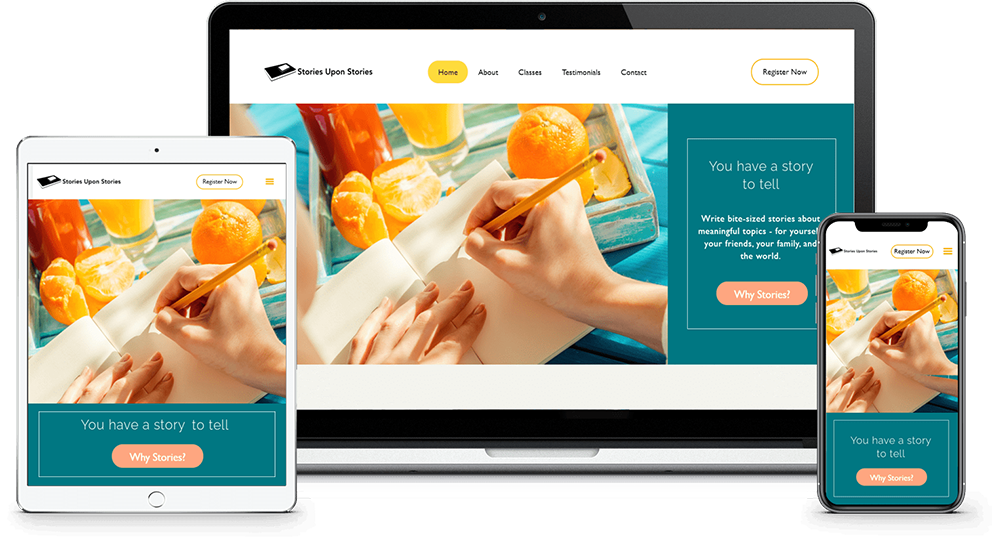 Stories Upon Stories
Home About Classes Testimonials Contact
Register Now
You have a story
to tell
Write bite-sized stories about
meaningful topics - for yourself
your friends, your family, and
the world.
Why Stories?
Stories Upon Stories
Register Now
You have a story to tell
Why Stories?
Stories Upon Stories
Register Now
You have a story
to tell
Why Stories?